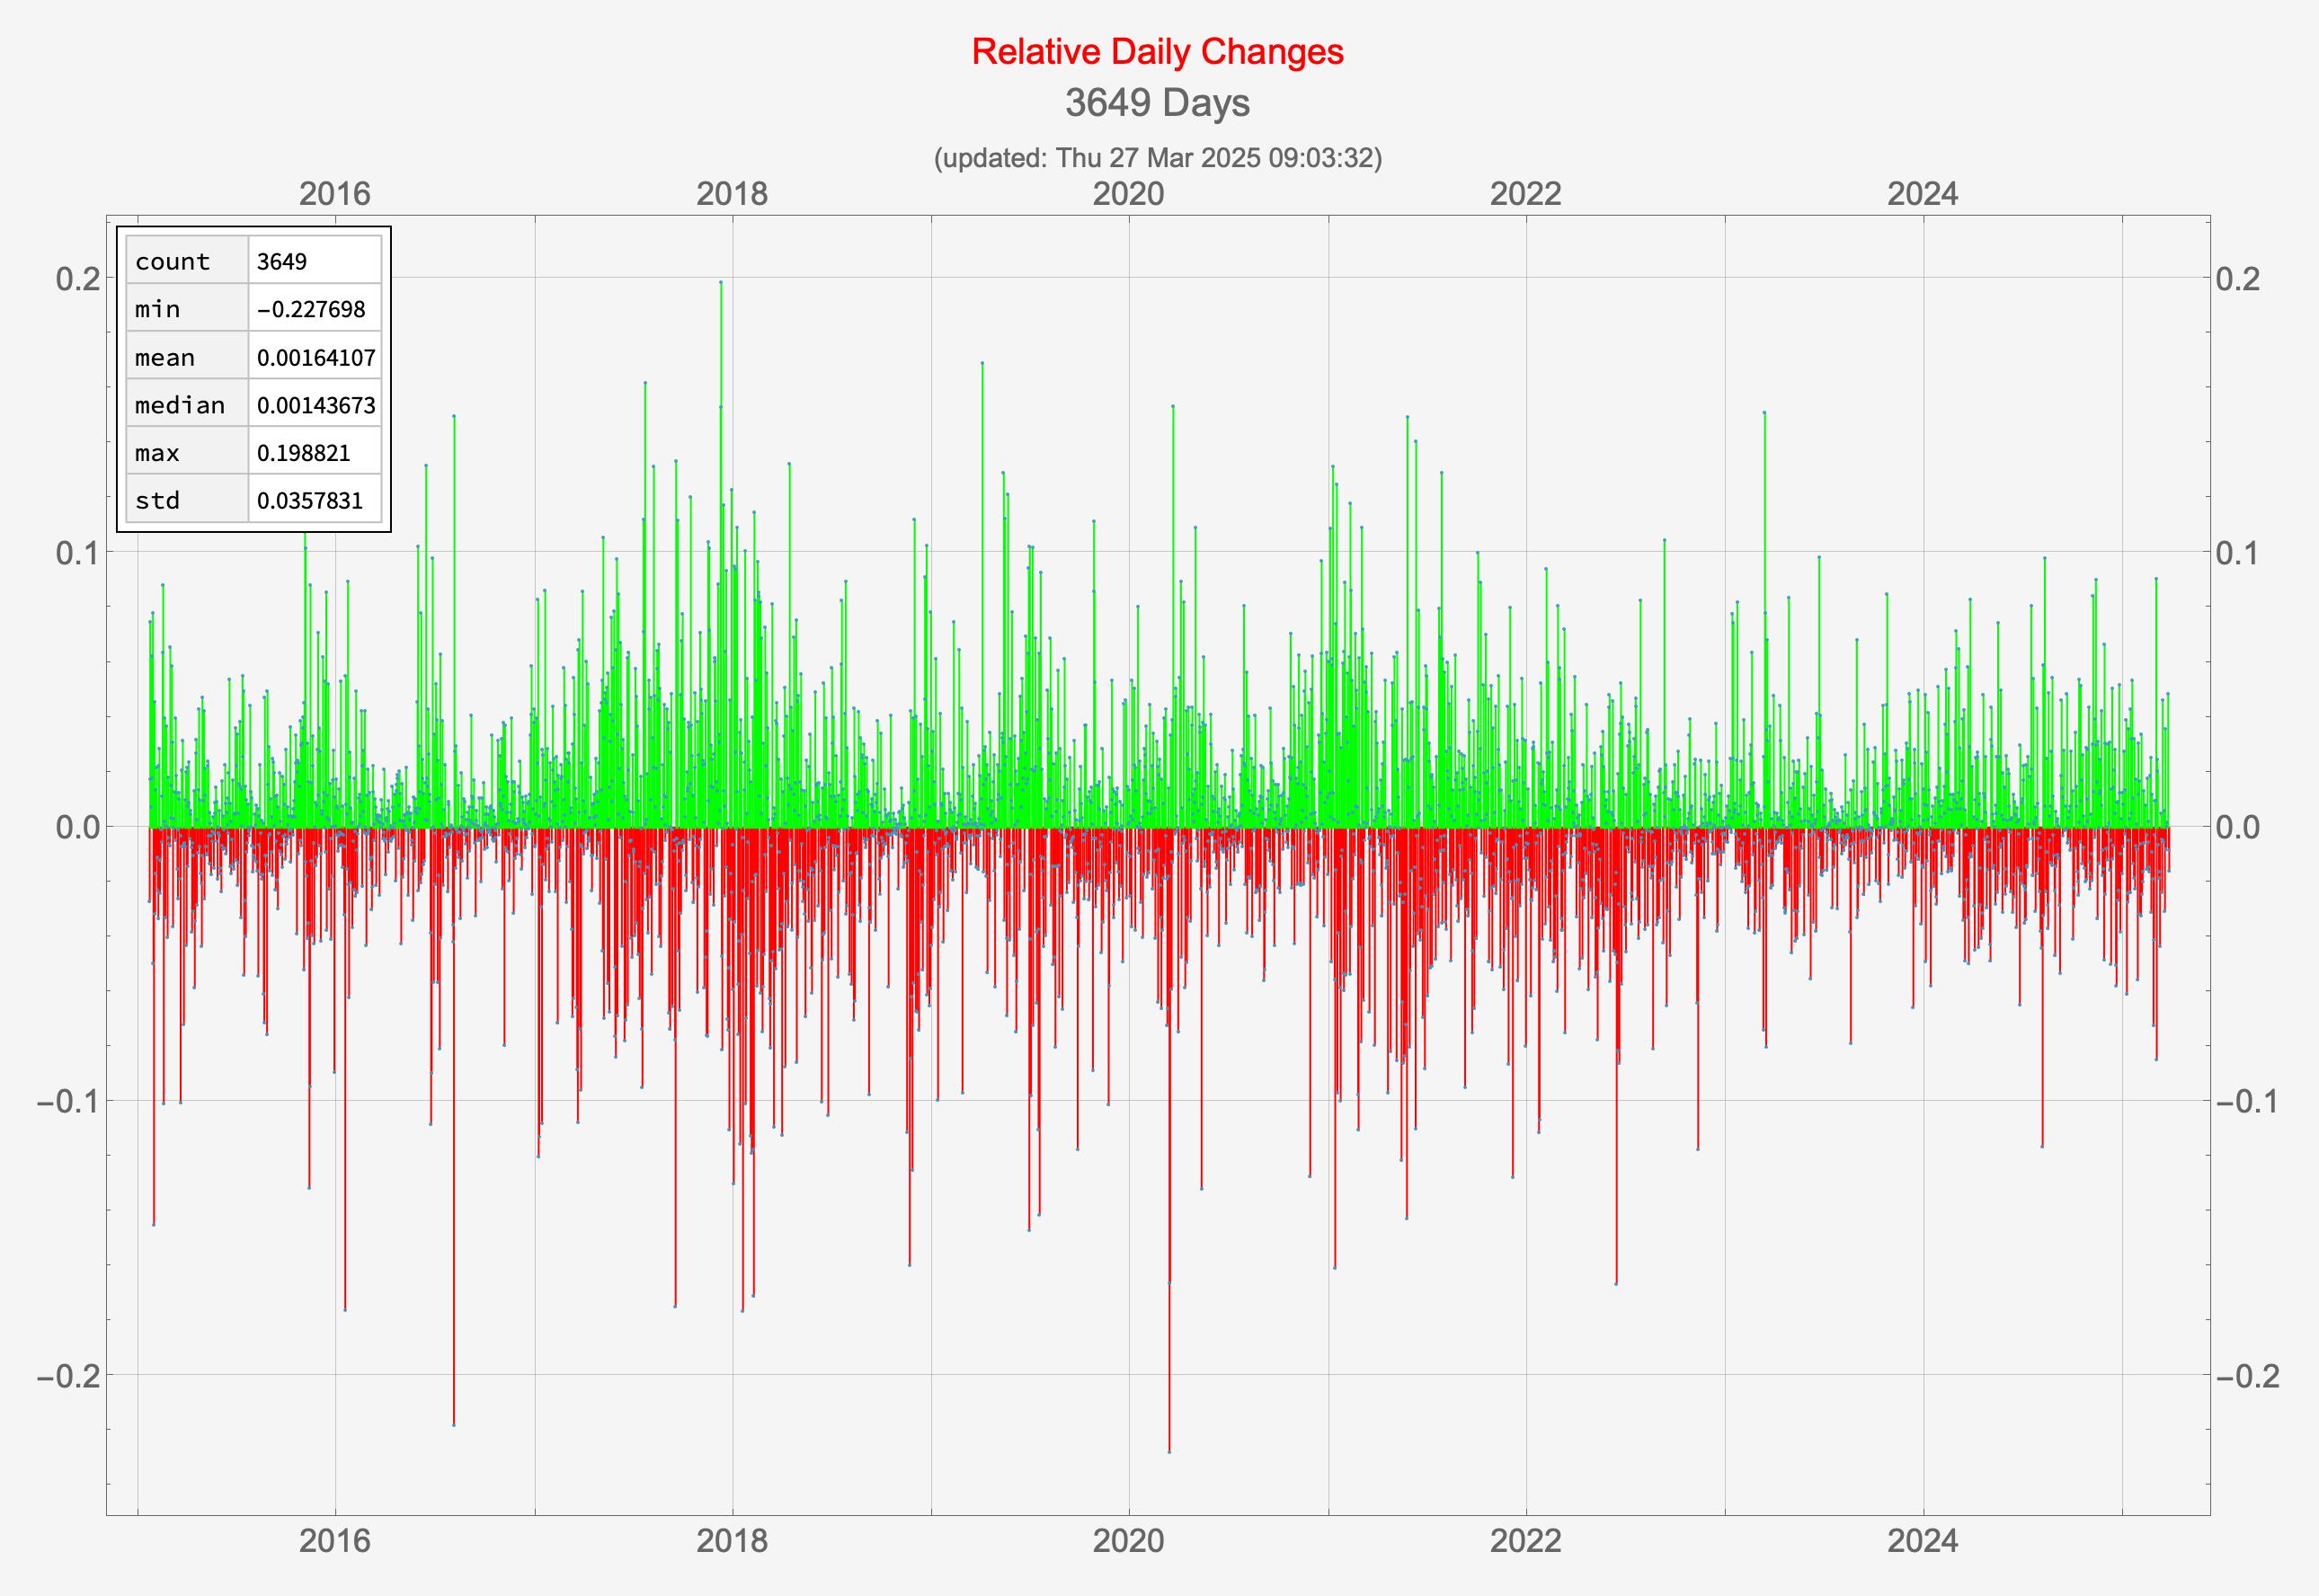 Relative Daily Changes
3649 Days
(updated: Thu 27 Mar 2025 09:03:32)
2016 2018 2020 2022 2024
count 3649
min −0.227698
mean 0.00164107
median 0.00143673
max 0.198821
std 0.0357831
0.2 0.2
0.1 0.1
0.0 0.0
−0.1 −0.1
−0.2 −0.2
2016 2018 2020 2022 2024